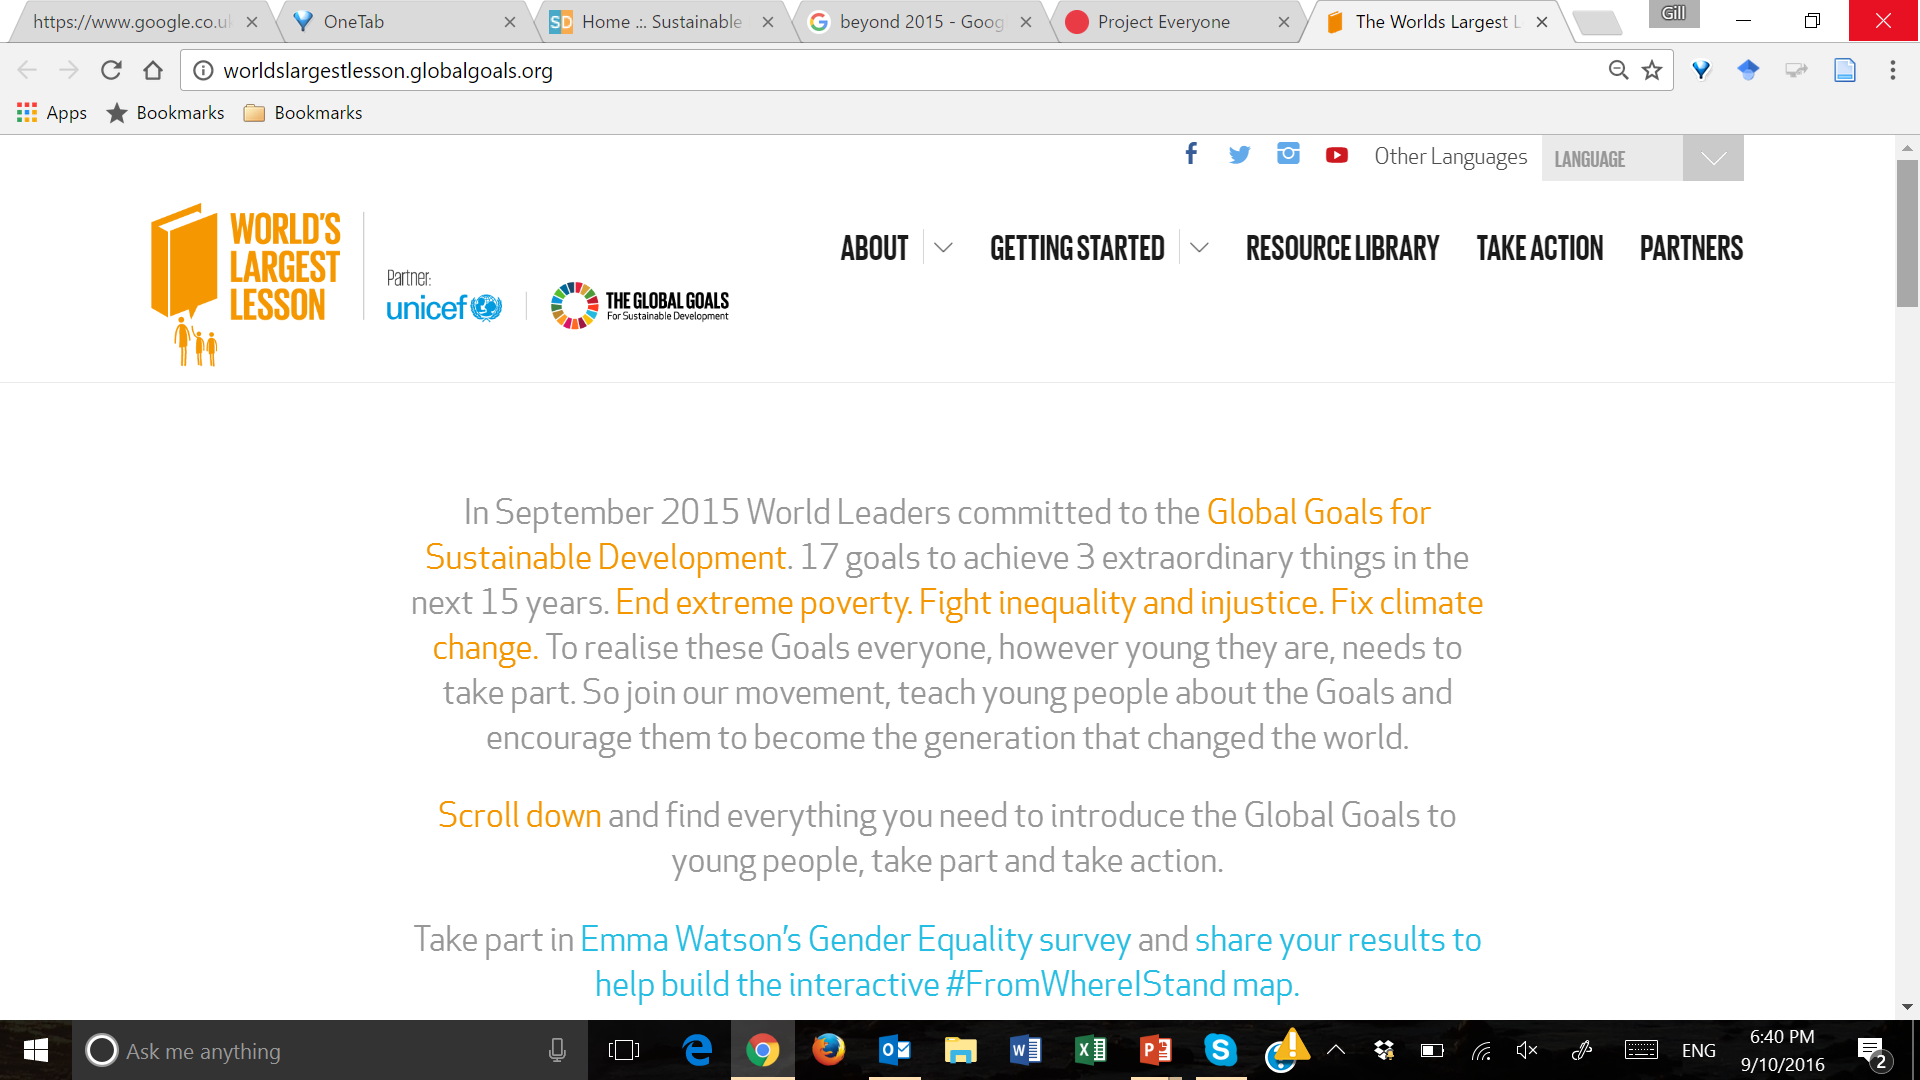 https://www.google.co.uk
OneTab
Home .:. Sustainable
beyond 2015 - Goog
Project Everyone
The Worlds Largest L
Gill
worldslargestlesson.globalgoals.org
Apps
Bookmarks
Bookmarks
Other Languages
LANGUAGE
WORLD'S
LARGEST
LESSON
Partner:
unicef
THE GLOBAL GOALS
For Sustainable Development
ABOUT
GETTING STARTED
RESOURCE LIBRARY
TAKE ACTION
PARTNERS
In September 2015 World Leaders committed to the Global Goals for
Sustainable Development. 17 goals to achieve 3 extraordinary things in the
next 15 years. End extreme poverty. Fight inequality and injustice. Fix climate
change. To realise these Goals everyone, however young they are, needs to
take part. So join our movement, teach young people about the Goals and
encourage them to become the generation that changed the world.
Scroll down and find everything you need to introduce the Global Goals to
young people, take part and take action.
Take part in Emma Watson's Gender Equality survey and share your results to
help build the interactive #FromWhereIStand map.
Ask me anything
ENG
6:40 PM
9/10/2016
2